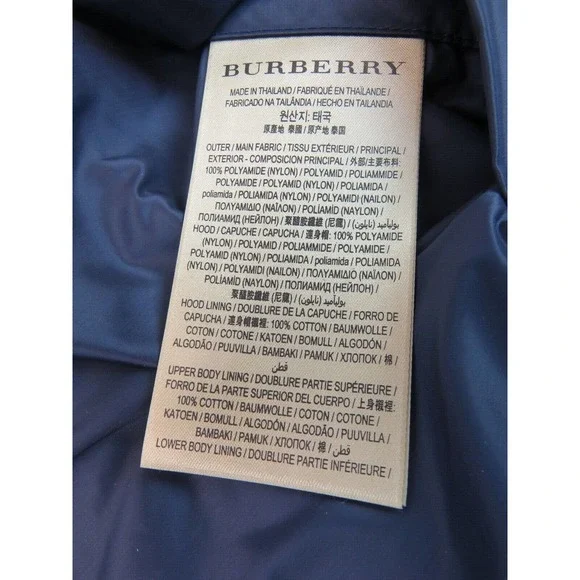 BURBERRY
MADE IN THAILAND / FABRIQUÉ EN THAÏLANDE /
FABRICADO NA TAILÂNDIA / HECHO EN TAILANDIA
원산지: 태국
原產地 泰國 / 原产地 泰国
OUTER / MAIN FABRIC / TISSU EXTÉRIEUR / PRINCIPAL /
EXTERIOR - COMPOSICION PRINCIPAL / 外部/主要布料:
100% POLYAMIDE (NYLON) / POLYAMID / POLIAMMIDE /
POLYAMIDE / POLYAMID (NYLON) / POLIAMIDA /
poliamida / POLIAMIDA (NYLON) / POLYAMIDI (NAILON) /
ΠΟΛΥΑΜΙΔΙΟ (ΝΑΪΛΟΝ) / POLİAMİD (NAYLON) /
ПОЛИАМИД (НЕЙЛОН) / 聚醯胺纖維 (尼龍) / بوليأميد (نايلون) /
HOOD / CAPUCHE / CAPUCHA / 連身帽: 100% POLYAMIDE
(NYLON) / POLYAMID / POLIAMMIDE / POLYAMIDE /
POLYAMID (NYLON) / POLIAMIDA / poliamida / POLIAMIDA
(NYLON) / POLYAMIDI (NAILON) / ΠΟΛΥΑΜΙΔΙΟ (ΝΑΪΛΟΝ) /
POLİAMİD (NAYLON) / ПОЛИАМИД (НЕЙЛОН) /
聚醯胺纖維 (尼龍) / بوليأميد (نايلون)
HOOD LINING / DOUBLURE DE LA CAPUCHE / FORRO DE
CAPUCHA / 連身帽襯裡: 100% COTTON / BAUMWOLLE /
COTON / COTONE / KATOEN / BOMULL / ALGODÓN /
ALGODÃO / PUUVILLA / ΒΑΜΒΑΚΙ / PAMUK / ХЛОПОК / 棉 /
قطن
UPPER BODY LINING / DOUBLURE PARTIE SUPÉRIEURE /
FORRO DE LA PARTE SUPERIOR DEL CUERPO / 上身襯裡:
100% COTTON / BAUMWOLLE / COTON / COTONE /
KATOEN / BOMULL / ALGODÓN / ALGODÃO / PUUVILLA /
ΒΑΜΒΑΚΙ / PAMUK / ХЛОПОК / 棉 / قطن
LOWER BODY LINING / DOUBLURE PARTIE INFÉRIEURE /